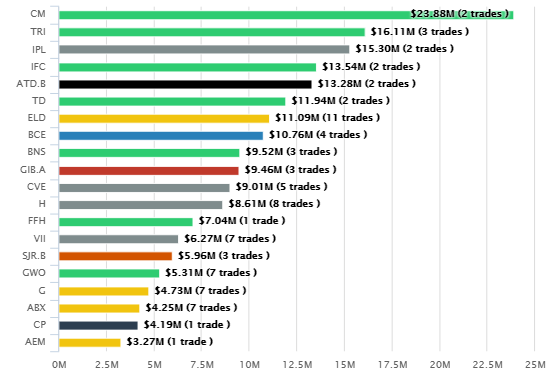 CM $23.88M (2 trades )
TRI $16.11M (3 trades )
IPL $15.30M (2 trades )
IFC $13.54M (2 trades )
ATD.B $13.28M (2 trades )
TD $11.94M (2 trades )
ELD $11.09M (11 trades )
BCE $10.76M (4 trades )
BNS $9.52M (3 trades )
GIB.A $9.46M (3 trades )
CVE $9.01M (5 trades )
H $8.61M (8 trades )
FFH $7.04M (1 trade )
VII $6.27M (7 trades )
SJR.B $5.96M (3 trades )
GWO $5.31M (7 trades )
G $4.73M (7 trades )
ABX $4.25M (7 trades )
CP $4.19M (1 trade )
AEM $3.27M (1 trade )
0M 2.5M 5M 7.5M 10M 12.5M 15M 17.5M 20M 22.5M 25M